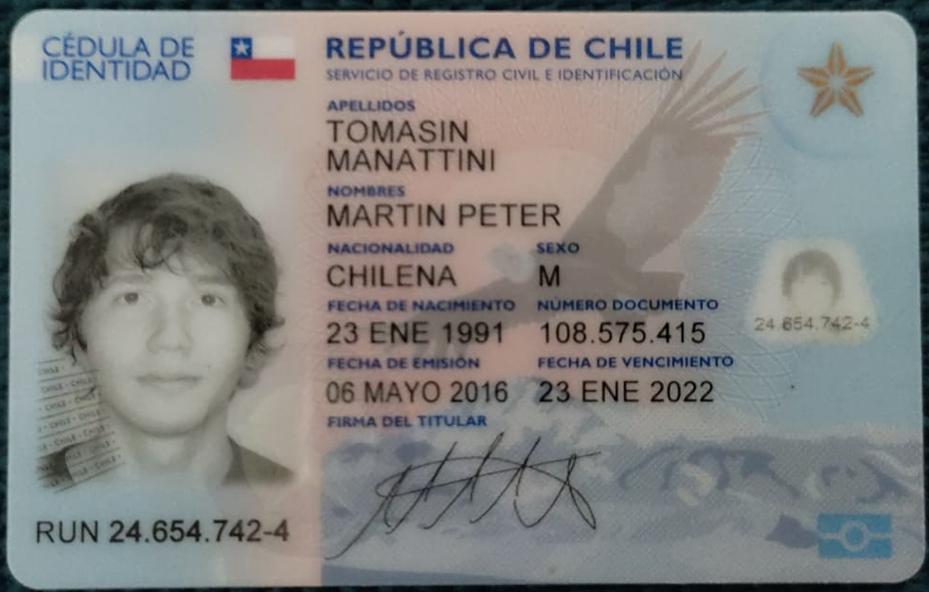 CÉDULA DE
IDENTIDAD
REPÚBLICA DE CHILE
SERVICIO DE REGISTRO CIVIL E IDENTIFICACIÓN
APELLIDOS
TOMASIN
MANATTINI
NOMBRES
MARTIN PETER
NACIONALIDAD SEXO
CHILENA M
FECHA DE NACIMIENTO NÚMERO DOCUMENTO
23 ENE 1991 108.575.415
24.654.742-4
FECHA DE EMISIÓN FECHA DE VENCIMIENTO
06 MAYO 2016 23 ENE 2022
FIRMA DEL TITULAR
RUN 24.654.742-4